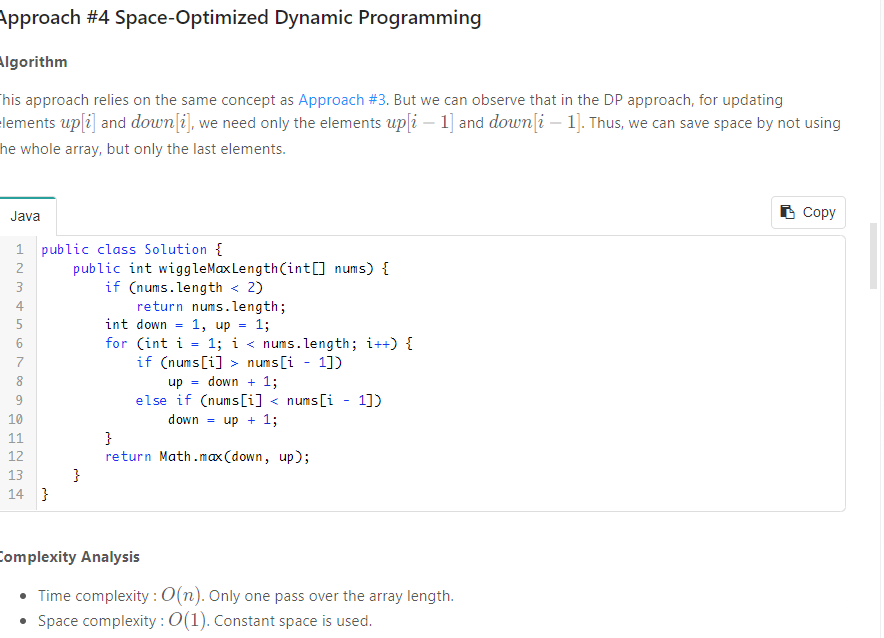 Approach #4 Space-Optimized Dynamic Programming
Algorithm
This approach relies on the same concept as Approach #3. But we can observe that in the DP approach, for updating
elements up[i] and down[i], we need only the elements up[i − 1] and down[i − 1]. Thus, we can save space by not using
the whole array, but only the last elements.
Java
Copy
1 public class Solution {
2     public int wiggleMaxLength(int[] nums) {
3         if (nums.length < 2)
4             return nums.length;
5         int down = 1, up = 1;
6         for (int i = 1; i < nums.length; i++) {
7             if (nums[i] > nums[i - 1])
8                 up = down + 1;
9             else if (nums[i] < nums[i - 1])
10                 down = up + 1;
11         }
12         return Math.max(down, up);
13     }
14 }
Complexity Analysis
• Time complexity : O(n). Only one pass over the array length.
• Space complexity : O(1). Constant space is used.